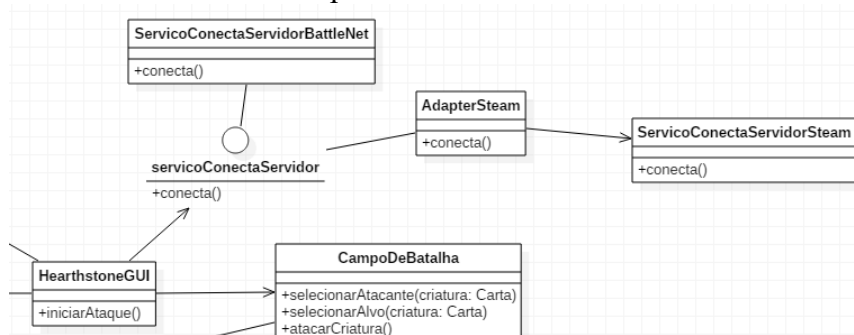 ServicoConectaServidorBattleNet
+conecta()
AdapterSteam
+conecta()
ServicoConectaServidorSteam
+conecta()
servicoConectaServidor
+conecta()
HearthstoneGUI
+iniciarAtaque()
CampoDeBatalha
+selecionarAtacante(criatura: Carta)
+selecionarAlvo(criatura: Carta)
+atacarCriatura()